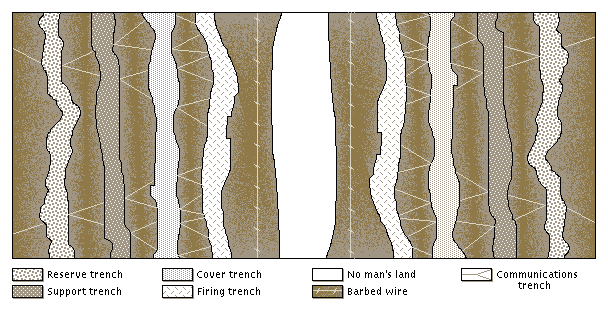 Reserve trench
Cover trench
No man's land
Communications
trench
Support trench
Firing trench
Barbed wire